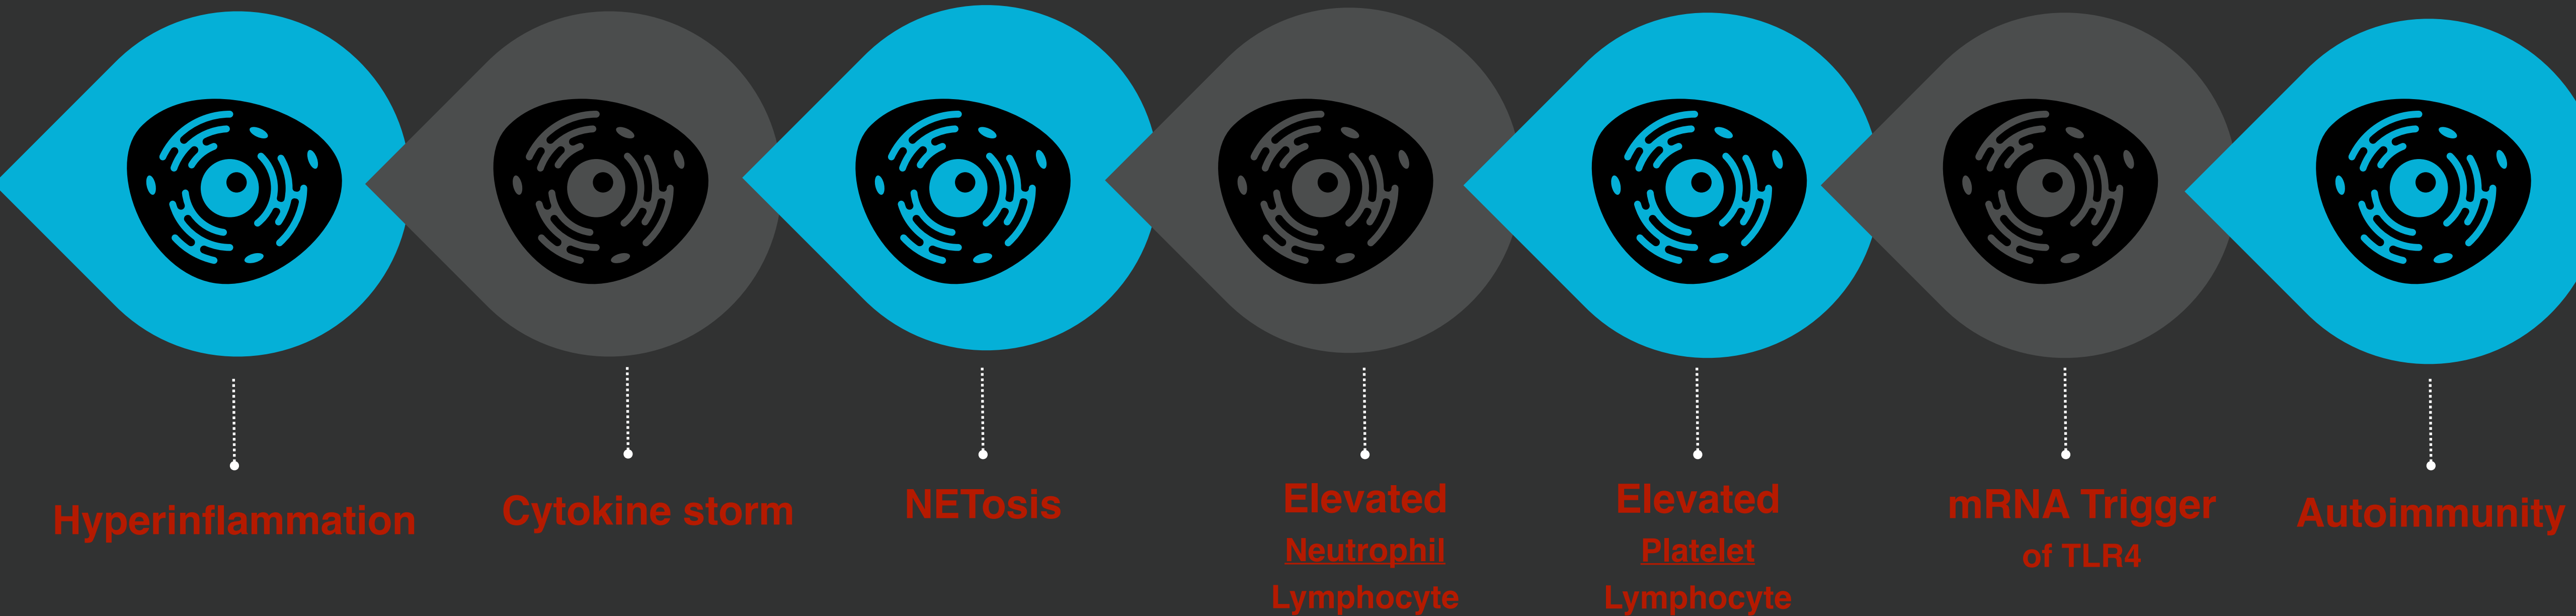 Hyperinflammation
Cytokine storm
NETosis
Elevated
Neutrophil
Lymphocyte
Elevated
Platelet
Lymphocyte
mRNA Trigger
of TLR4
Autoimmunity